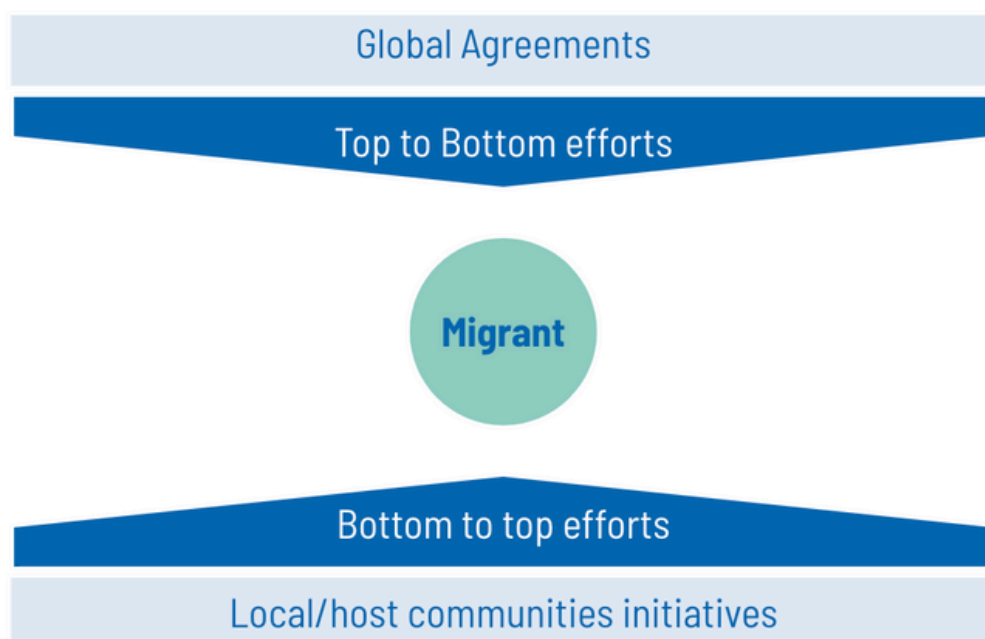 Global Agreements
Top to Bottom efforts
Migrant
Bottom to top efforts
Local/host communities initiatives